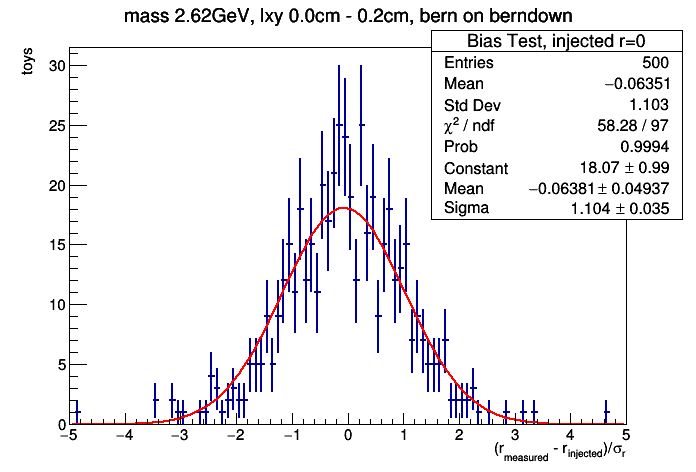 mass 2.62GeV, lxy 0.0cm - 0.2cm, bern on berndown
toys
Bias Test, injected r=0
Entries 500
Mean −0.06351
Std Dev 1.103
χ² / ndf 58.28 / 97
Prob 0.9994
Constant 18.07 ± 0.99
Mean −0.06381 ± 0.04937
Sigma 1.104 ± 0.035
30
25
20
15
10
5
0
−5 −4 −3 −2 −1 0 1 2 3 4 5
(r_measured - r_injected)/σ_r